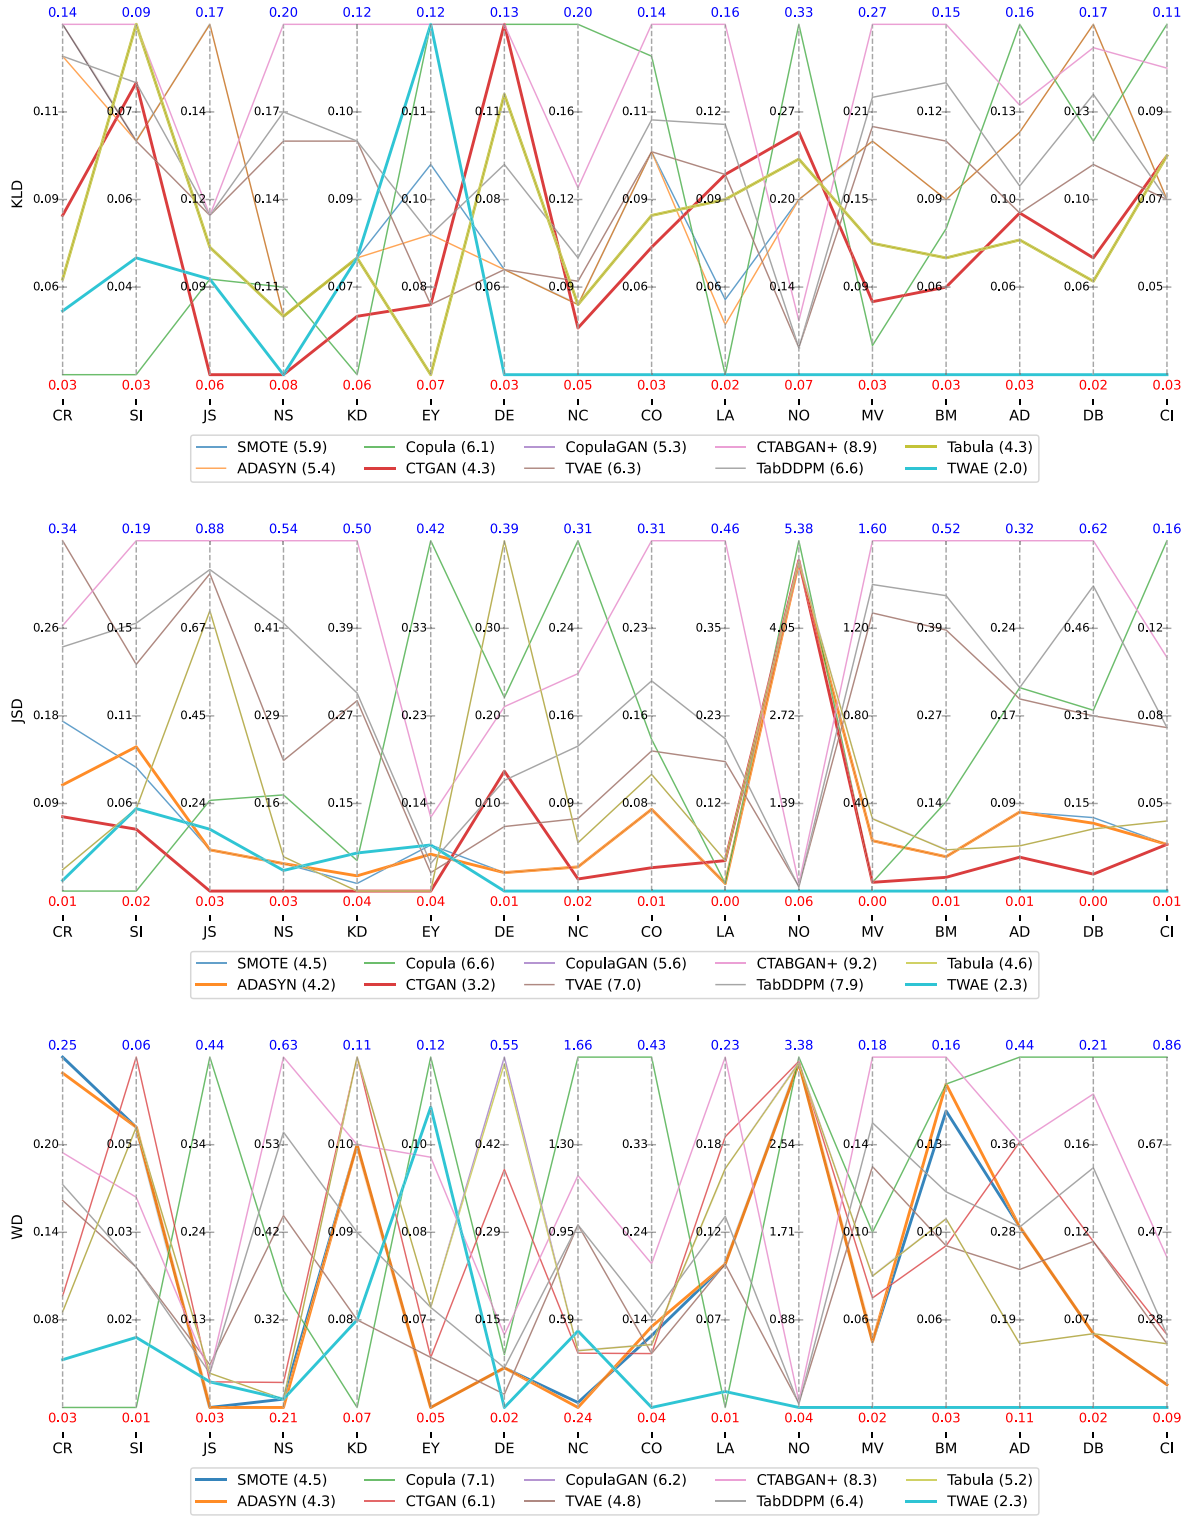 0.14 0.09 0.17 0.20 0.12 0.12 0.13 0.20 0.14 0.16 0.33 0.27 0.15 0.16 0.17 0.11
0.11 0.07 0.14 0.17 0.10 0.11 0.11 0.16 0.11 0.12 0.27 0.21 0.12 0.13 0.13 0.09
KLD
0.09 0.06 0.12 0.14 0.09 0.09 0.08 0.12 0.09 0.09 0.20 0.15 0.09 0.10 0.10 0.07
0.06 0.04 0.09 0.11 0.07 0.08 0.06 0.09 0.06 0.06 0.14 0.09 0.06 0.06 0.06 0.05
0.03 0.03 0.06 0.08 0.06 0.07 0.03 0.05 0.03 0.02 0.07 0.03 0.03 0.03 0.02 0.03
CR SI JS NS KD EY DE NC CO LA NO MV BM AD DB CI
SMOTE (5.9) Copula (6.1) CopulaGAN (5.3) CTABGAN+ (8.9) Tabula (4.3)
ADASYN (5.4) CTGAN (4.3) TVAE (6.3) TabDDPM (6.6) TWAE (2.0)
0.34 0.19 0.88 0.54 0.50 0.42 0.39 0.31 0.31 0.46 5.38 1.60 0.52 0.32 0.62 0.16
0.26 0.15 0.67 0.41 0.39 0.33 0.30 0.24 0.23 0.35 4.05 1.20 0.39 0.24 0.46 0.12
JSD
0.18 0.11 0.45 0.29 0.27 0.23 0.20 0.16 0.16 0.23 2.72 0.80 0.27 0.17 0.31 0.08
0.09 0.06 0.24 0.16 0.15 0.14 0.10 0.09 0.08 0.12 1.39 0.40 0.14 0.09 0.15 0.05
0.01 0.02 0.03 0.03 0.04 0.04 0.01 0.02 0.01 0.00 0.06 0.00 0.01 0.01 0.00 0.01
CR SI JS NS KD EY DE NC CO LA NO MV BM AD DB CI
SMOTE (4.5) Copula (6.6) CopulaGAN (5.6) CTABGAN+ (9.2) Tabula (4.6)
ADASYN (4.2) CTGAN (3.2) TVAE (7.0) TabDDPM (7.9) TWAE (2.3)
0.25 0.06 0.44 0.63 0.11 0.12 0.55 1.66 0.43 0.23 3.38 0.18 0.16 0.44 0.21 0.86
0.20 0.05 0.34 0.53 0.10 0.10 0.42 1.30 0.33 0.18 2.54 0.14 0.13 0.36 0.16 0.67
WD
0.14 0.03 0.24 0.42 0.09 0.08 0.29 0.95 0.24 0.12 1.71 0.10 0.10 0.28 0.12 0.47
0.08 0.02 0.13 0.32 0.08 0.07 0.15 0.59 0.14 0.07 0.88 0.06 0.06 0.19 0.07 0.28
0.03 0.01 0.03 0.21 0.07 0.05 0.02 0.24 0.04 0.01 0.04 0.02 0.03 0.11 0.02 0.09
CR SI JS NS KD EY DE NC CO LA NO MV BM AD DB CI
SMOTE (4.5) Copula (7.1) CopulaGAN (6.2) CTABGAN+ (8.3) Tabula (5.2)
ADASYN (4.3) CTGAN (6.1) TVAE (4.8) TabDDPM (6.4) TWAE (2.3)